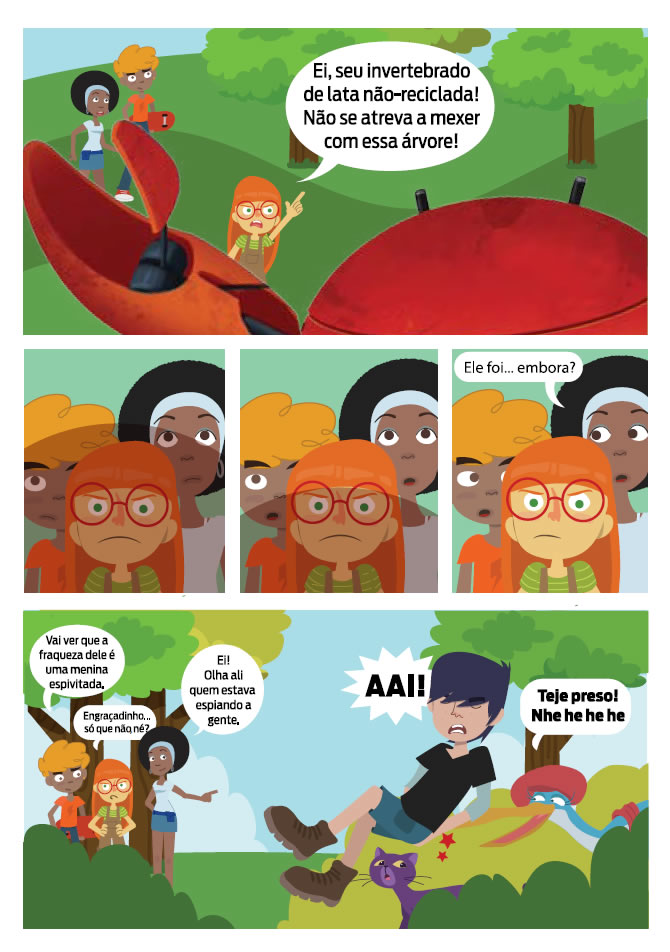 Ei, seu invertebrado
de lata não-reciclada!
Não se atreva a mexer
com essa árvore!
Ele foi... embora?
Vai ver que a
fraqueza dele é
uma menina
espivitada.
Engraçadinho...
só que não, né?
Ei!
Olha ali
quem estava
espiando a
gente.
AAI!
Teje preso!
Nhe he he he